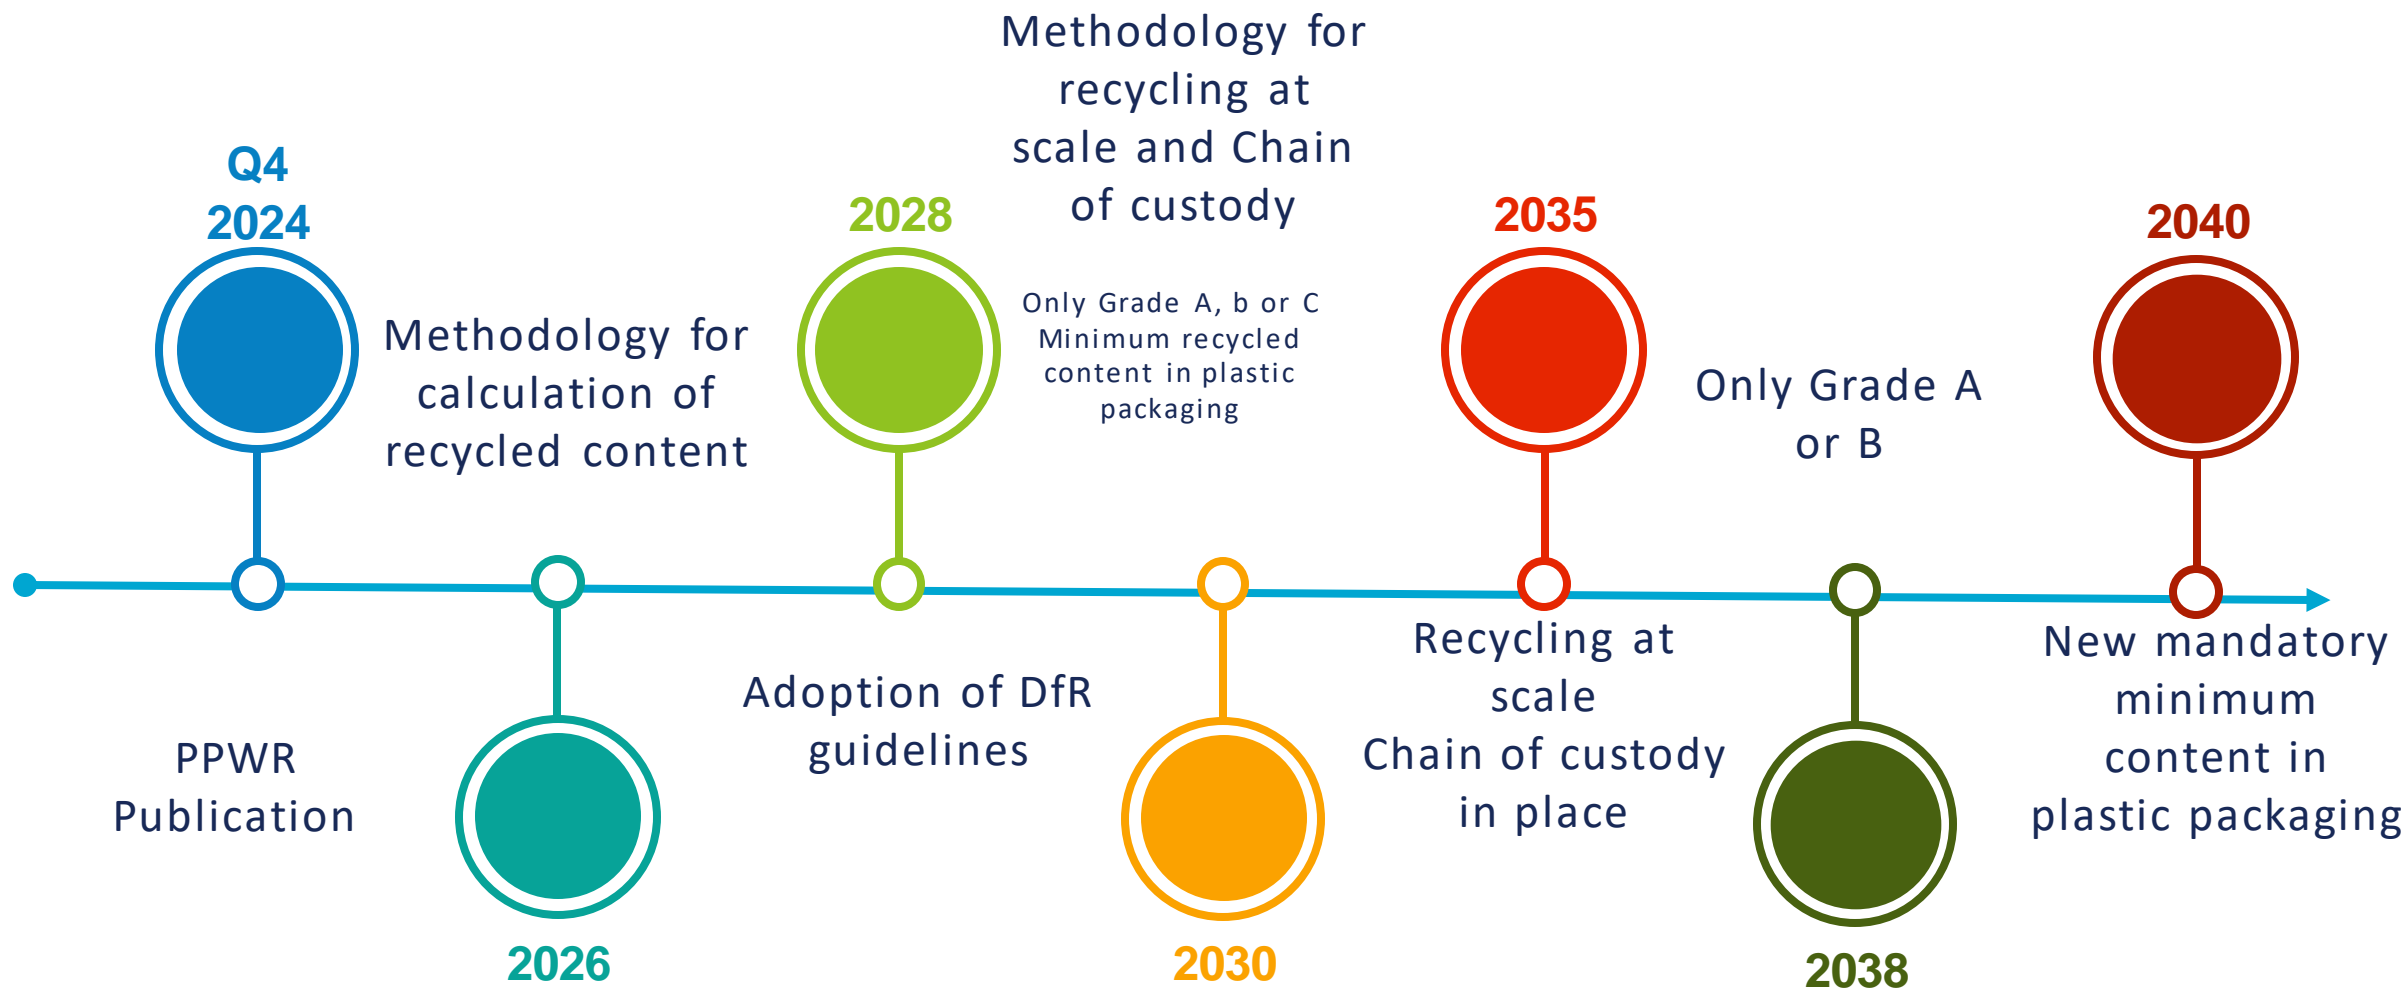 Q4
2024
PPWR
Publication
Methodology for
calculation of
recycled content
2026
2028
Adoption of DfR
guidelines
Methodology for
recycling at
scale and Chain
of custody
Only Grade A, b or C
Minimum recycled
content in plastic
packaging
2030
2035
Recycling at
scale
Chain of custody
in place
Only Grade A
or B
2038
2040
New mandatory
minimum
content in
plastic packaging